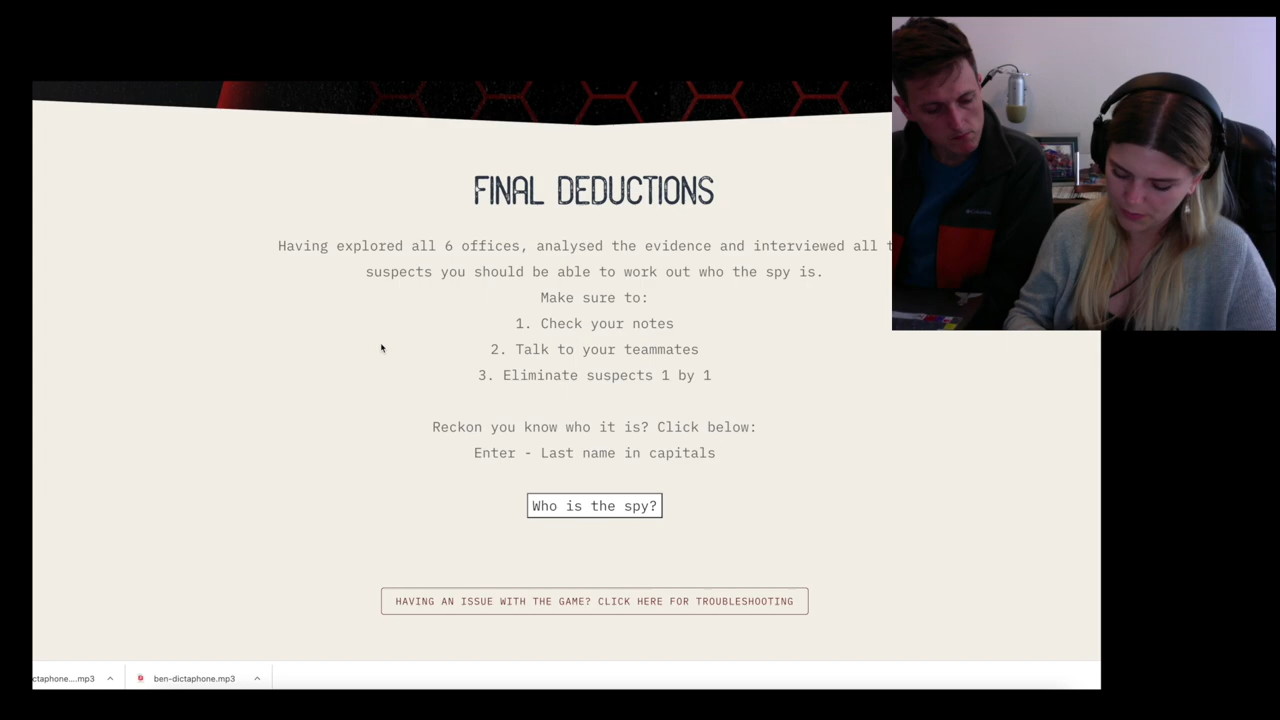 FINAL DEDUCTIONS
Having explored all 6 offices, analysed the evidence and interviewed all
suspects you should be able to work out who the spy is.
Make sure to:
1. Check your notes
2. Talk to your teammates
3. Eliminate suspects 1 by 1
Reckon you know who it is? Click below:
Enter - Last name in capitals
Who is the spy?
HAVING AN ISSUE WITH THE GAME? CLICK HERE FOR TROUBLESHOOTING
ctaphone....mp3
ben-dictaphone.mp3